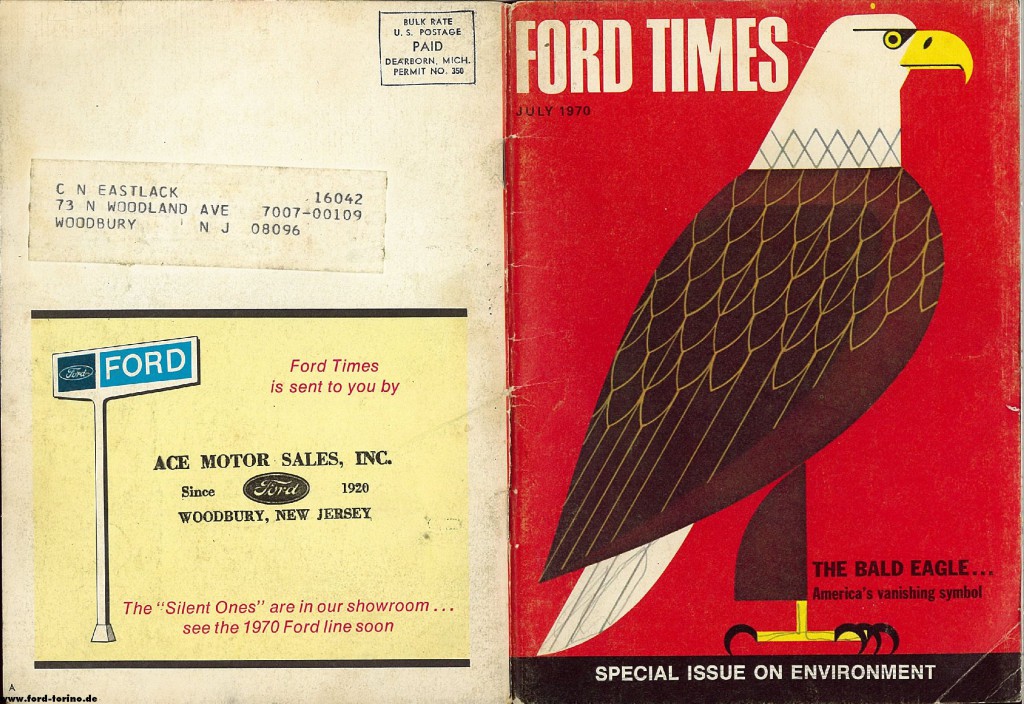 BULK RATE
U. S. POSTAGE
PAID
DEARBORN, MICH.
PERMIT NO. 350
C N EASTLACK 16042
73 N WOODLAND AVE 7007-00109
WOODBURY N J 08096
Ford FORD
Ford Times
is sent to you by
ACE MOTOR SALES, INC.
Since Ford 1920
WOODBURY, NEW JERSEY
The "Silent Ones" are in our showroom...
see the 1970 Ford line soon
A
www.ford-torino.de
FORD TIMES
JULY 1970
THE BALD EAGLE...
America's vanishing symbol
SPECIAL ISSUE ON ENVIRONMENT